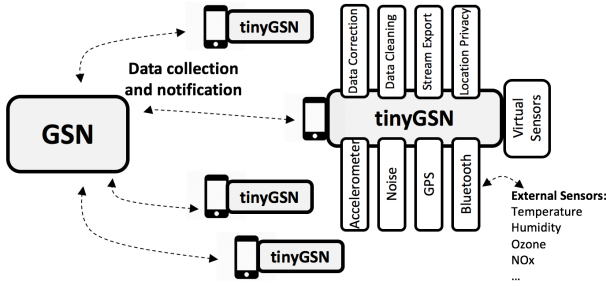 tinyGSN
Data collection
and notification
GSN
Data Correction
Data Cleaning
Stream Export
Location Privacy
tinyGSN
Virtual
Sensors
Accelerometer
Noise
GPS
Bluetooth
tinyGSN
tinyGSN
External Sensors:
Temperature
Humidity
Ozone
NOx
...